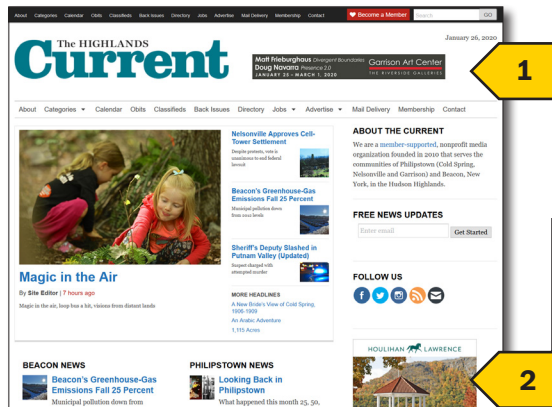 About Categories Calendar Obits Classifieds Back Issues Directory Jobs Advertise Mail Delivery Membership Contact
Become a Member
Search
GO
The HIGHLANDS
Current
January 26, 2020
Matt Frieburghaus Divergent Boundaries
Doug Navarra Presence 2.0
JANUARY 25 - MARCH 1, 2020
Garrison Art Center
THE RIVERSIDE GALLERIES
1
About Categories Calendar Obits Classifieds Back Issues Directory Jobs Advertise Mail Delivery Membership Contact
Magic in the Air
By Site Editor | 7 hours ago
Magic in the air, loop has a hit, visions from distant lands
Nelsonville Approves Cell-
Tower Settlement
Despite protests, vote is
unanimous to end federal
lawsuit
Beacon's Greenhouse-Gas
Emissions Fall 25 Percent
Municipal pollution down
from 2012 levels
Sheriff's Deputy Slashed in
Putnam Valley (Updated)
Suspect charged with
attempted murder
MORE HEADLINES
A New Bride's View of Cold Spring,
1906-1909
An Arabic Adventure
1,115 Acres
ABOUT THE CURRENT
We are a member-supported, nonprofit media
organization founded in 2010 that serves the
communities of Philipstown (Cold Spring,
Nelsonville and Garrison) and Beacon, New
York, in the Hudson Highlands.
FREE NEWS UPDATES
Enter email
Get Started
FOLLOW US
HOULIHAN LAWRENCE
2
BEACON NEWS
Beacon's Greenhouse-Gas
Emissions Fall 25 Percent
Municipal pollution down from
PHILIPSTOWN NEWS
Looking Back in
Philipstown
What happened this month 25, 50,